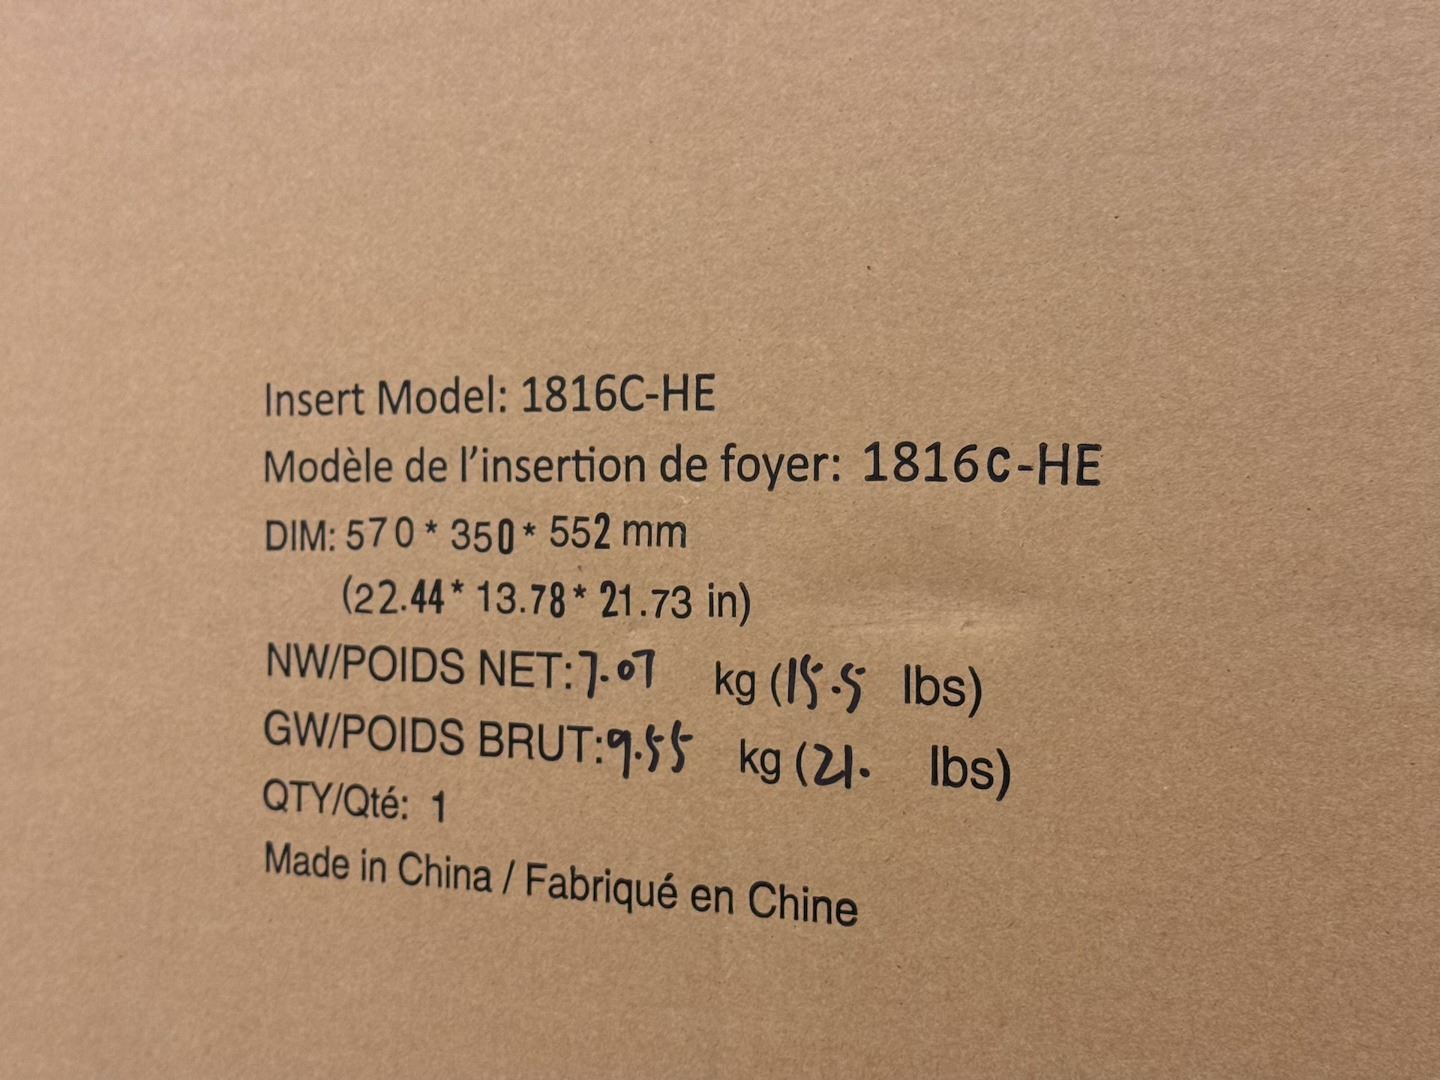 Insert Model: 1816C-HE
Modèle de l'insertion de foyer: 1816C-HE
DIM: 570 * 350 * 552 mm
(22.44 * 13.78 * 21.73 in)
NW/POIDS NET: 7.07 kg (15.5 lbs)
GW/POIDS BRUT: 9.55 kg (21. lbs)
QTY/Qté: 1
Made in China / Fabriqué en Chine